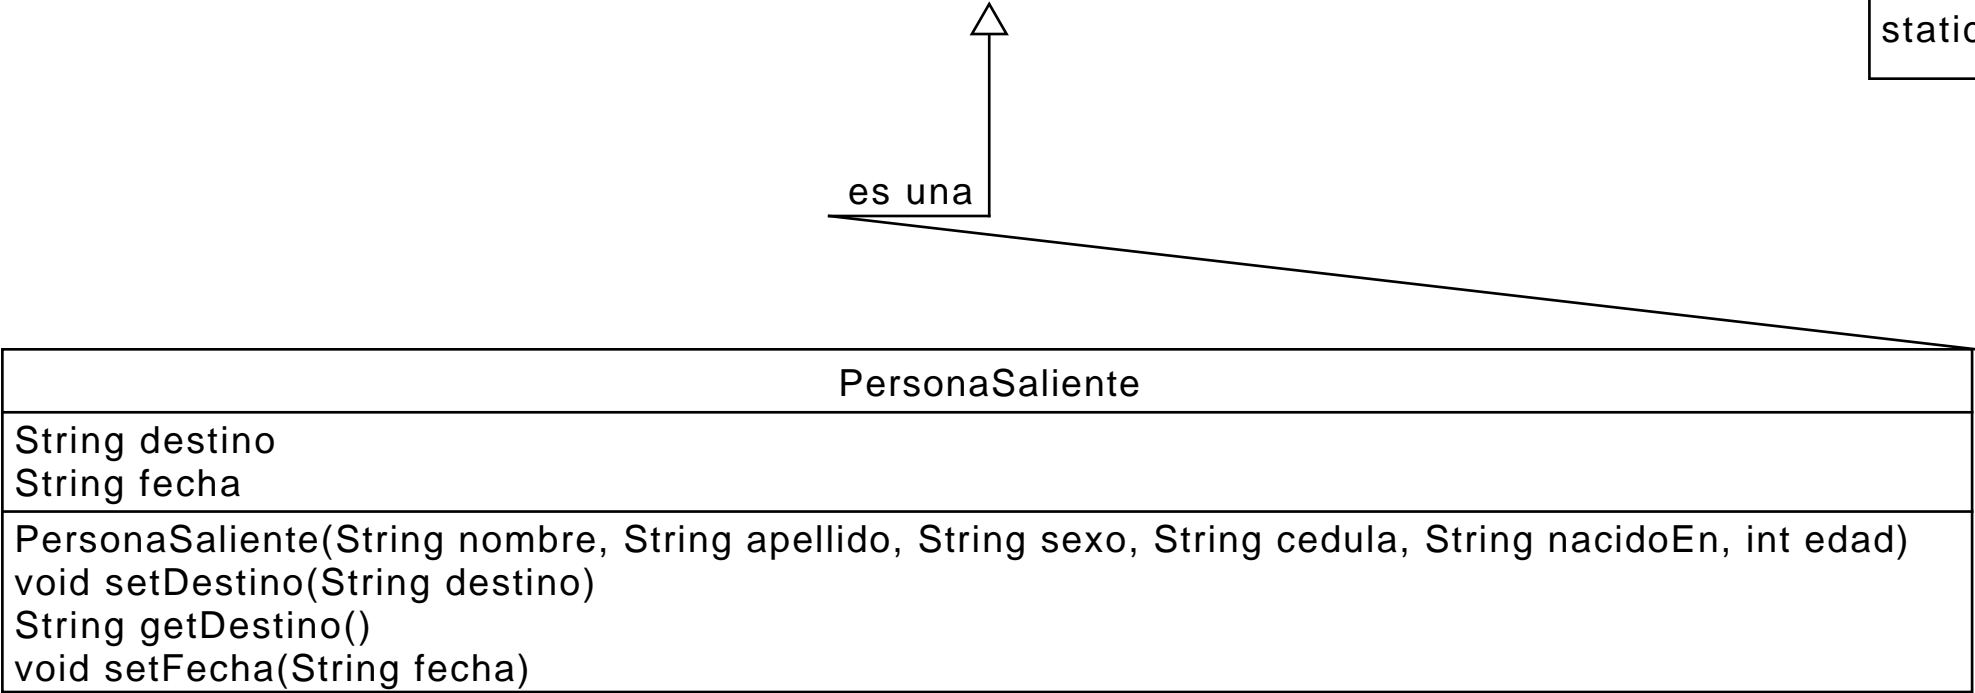 static
es una
PersonaSaliente
String destino
String fecha
PersonaSaliente(String nombre, String apellido, String sexo, String cedula, String nacidoEn, int edad)
void setDestino(String destino)
String getDestino()
void setFecha(String fecha)